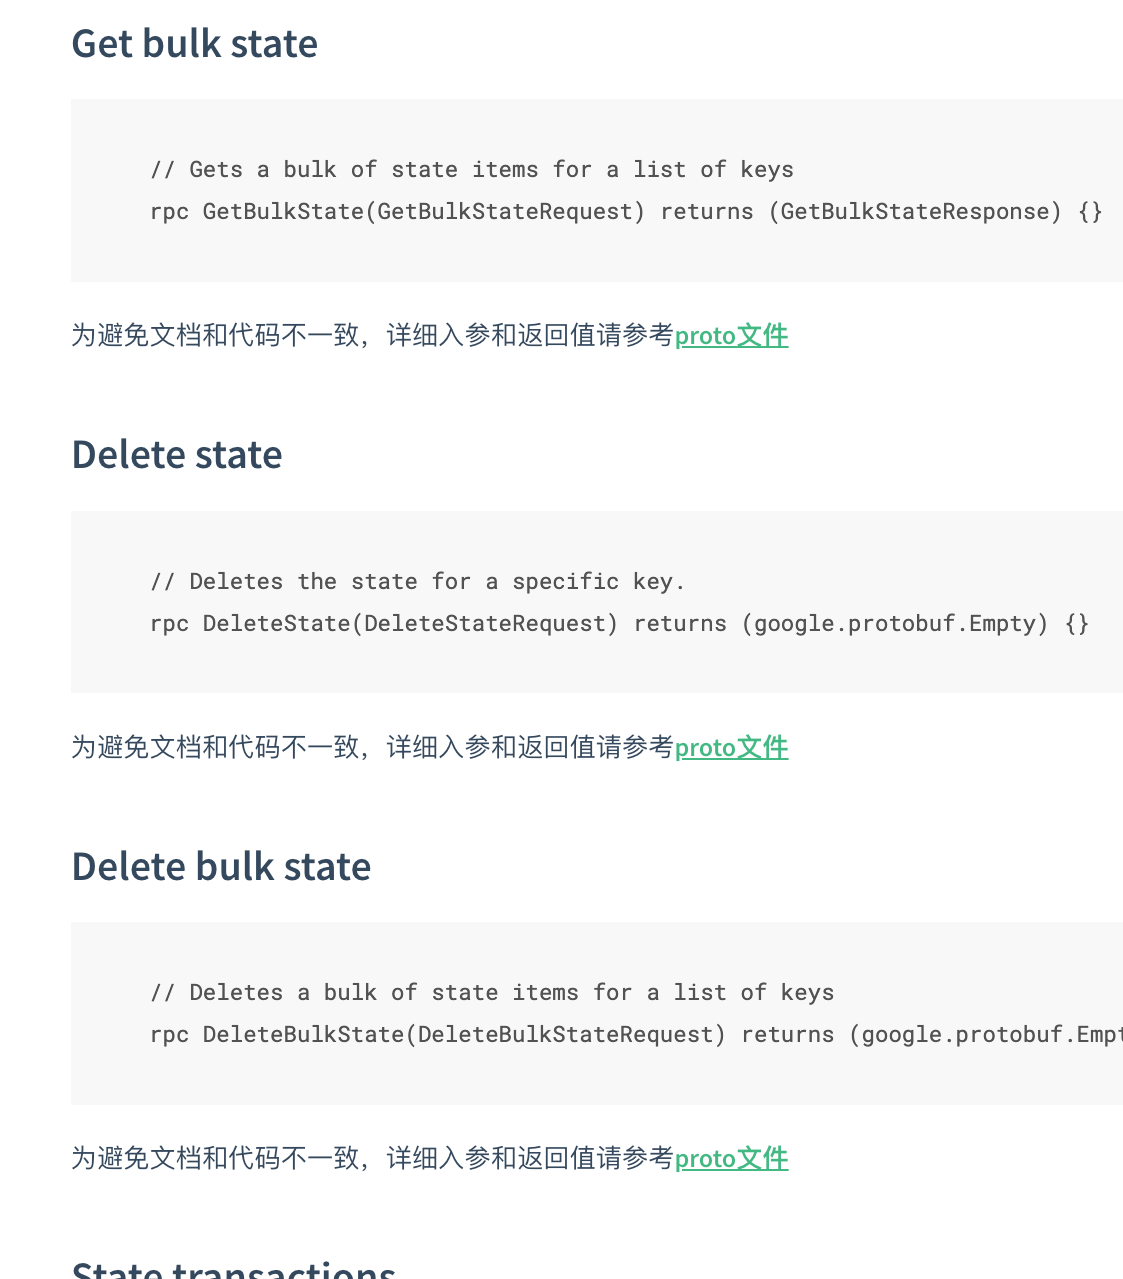 Get bulk state
// Gets a bulk of state items for a list of keys
rpc GetBulkState(GetBulkStateRequest) returns (GetBulkStateResponse) {}
为避免文档和代码不一致，详细入参和返回值请参考proto文件
Delete state
// Deletes the state for a specific key.
rpc DeleteState(DeleteStateRequest) returns (google.protobuf.Empty) {}
为避免文档和代码不一致，详细入参和返回值请参考proto文件
Delete bulk state
// Deletes a bulk of state items for a list of keys
rpc DeleteBulkState(DeleteBulkStateRequest) returns (google.protobuf.Empt
为避免文档和代码不一致，详细入参和返回值请参考proto文件
State transactions